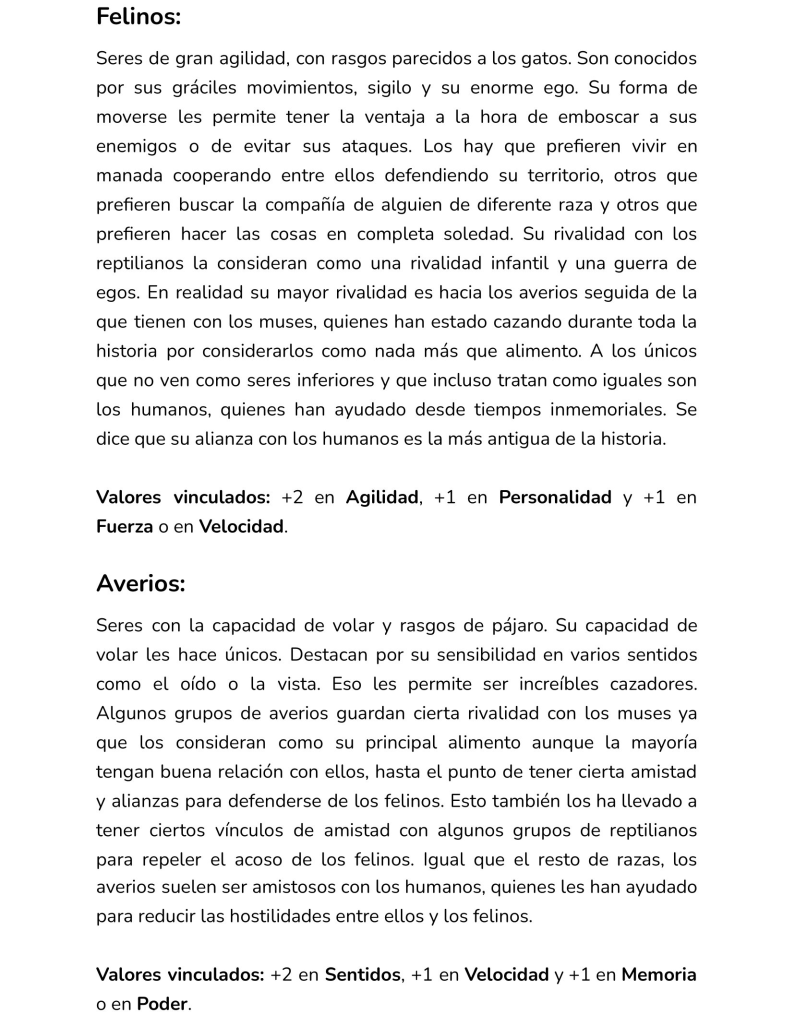 Felinos:
Seres de gran agilidad, con rasgos parecidos a los gatos. Son conocidos
por sus gráciles movimientos, sigilo y su enorme ego. Su forma de
moverse les permite tener la ventaja a la hora de emboscar a sus
enemigos o de evitar sus ataques. Los hay que prefieren vivir en
manada cooperando entre ellos defendiendo su territorio, otros que
prefieren buscar la compañía de alguien de diferente raza y otros que
prefieren hacer las cosas en completa soledad. Su rivalidad con los
reptilianos la consideran como una rivalidad infantil y una guerra de
egos. En realidad su mayor rivalidad es hacia los averios seguida de la
que tienen con los muses, quienes han estado cazando durante toda la
historia por considerarlos como nada más que alimento. A los únicos
que no ven como seres inferiores y que incluso tratan como iguales son
los humanos, quienes han ayudado desde tiempos inmemoriales. Se
dice que su alianza con los humanos es la más antigua de la historia.
Valores vinculados: +2 en Agilidad, +1 en Personalidad y +1 en
Fuerza o en Velocidad.
Averios:
Seres con la capacidad de volar y rasgos de pájaro. Su capacidad de
volar les hace únicos. Destacan por su sensibilidad en varios sentidos
como el oído o la vista. Eso les permite ser increíbles cazadores.
Algunos grupos de averios guardan cierta rivalidad con los muses ya
que los consideran como su principal alimento aunque la mayoría
tengan buena relación con ellos, hasta el punto de tener cierta amistad
y alianzas para defenderse de los felinos. Esto también los ha llevado a
tener ciertos vínculos de amistad con algunos grupos de reptilianos
para repeler el acoso de los felinos. Igual que el resto de razas, los
averios suelen ser amistosos con los humanos, quienes les han ayudado
para reducir las hostilidades entre ellos y los felinos.
Valores vinculados: +2 en Sentidos, +1 en Velocidad y +1 en Memoria
o en Poder.